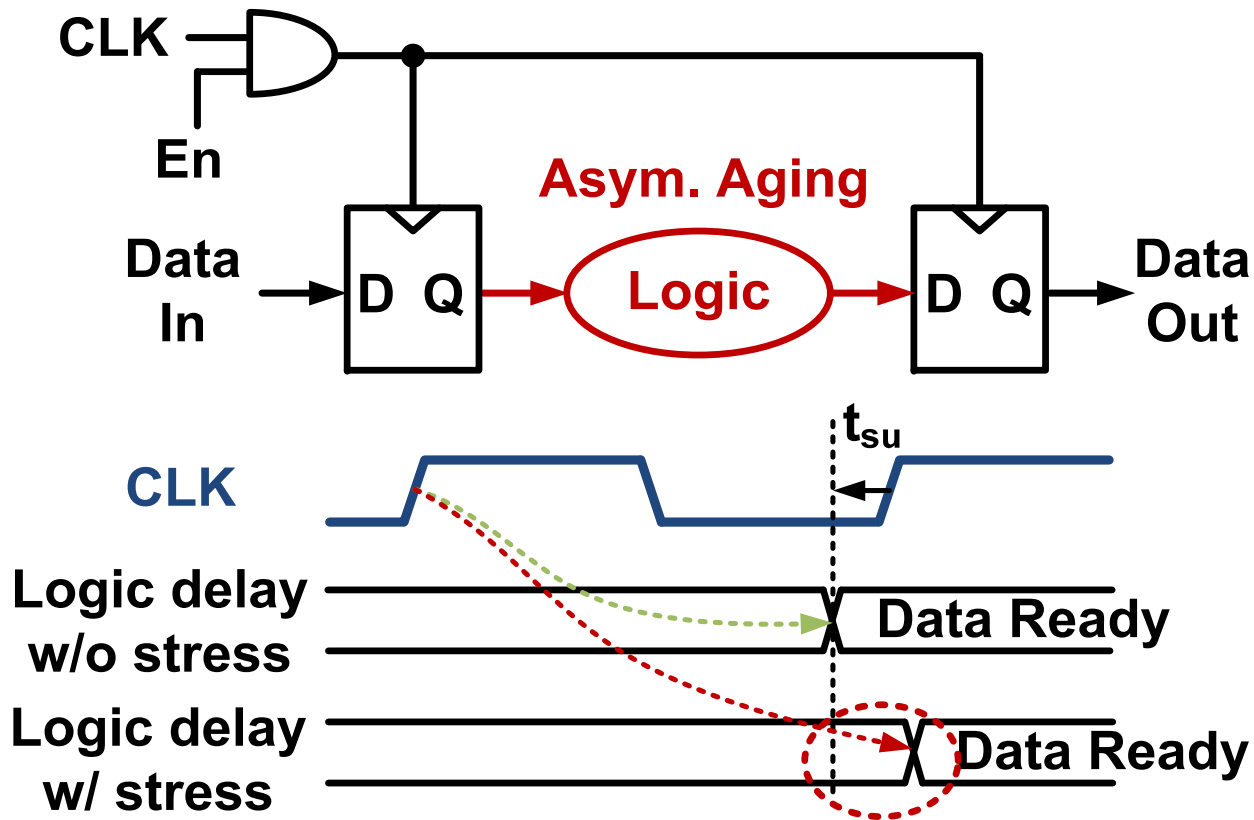 CLK
En
Asym. Aging
Data
In
D Q
Logic
D Q
Data
Out
t_su
CLK
Logic delay
w/o stress
Data Ready
Logic delay
w/ stress
Data Ready